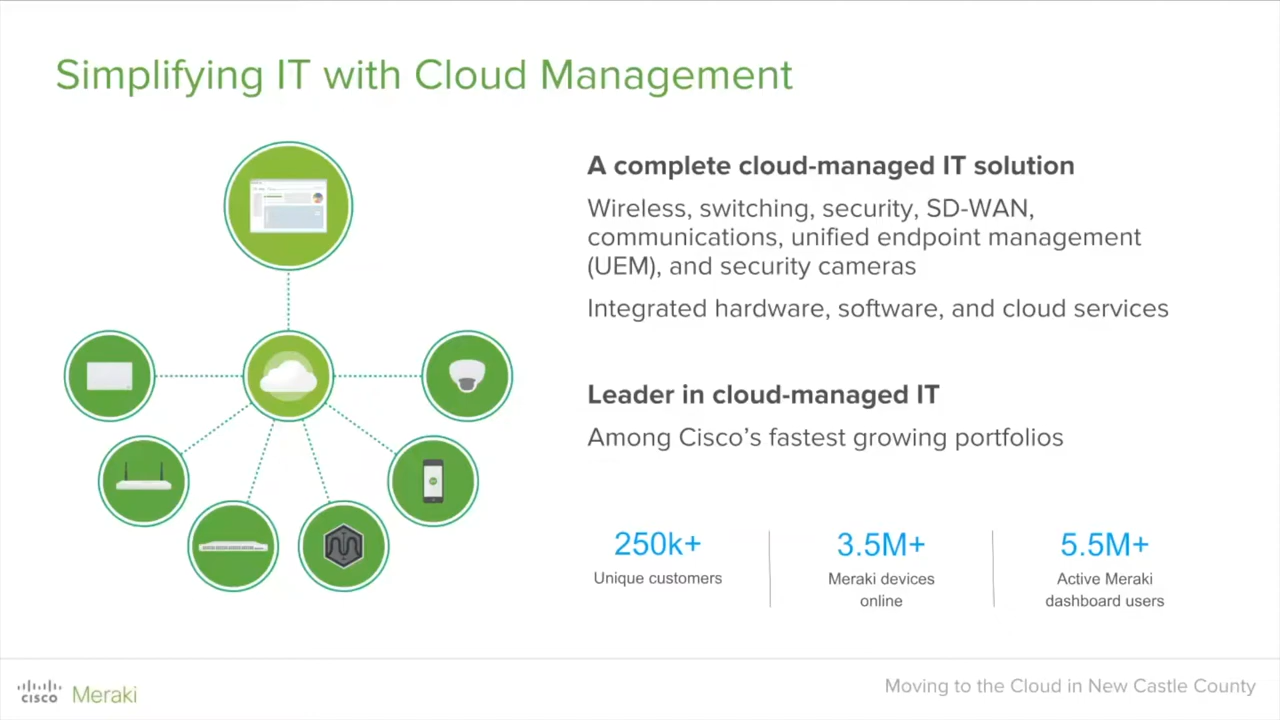 Simplifying IT with Cloud Management
A complete cloud-managed IT solution
Wireless, switching, security, SD-WAN,
communications, unified endpoint management
(UEM), and security cameras
Integrated hardware, software, and cloud services
Leader in cloud-managed IT
Among Cisco’s fastest growing portfolios
250k+
Unique customers
3.5M+
Meraki devices
online
5.5M+
Active Meraki
dashboard users
CISCO Meraki
Moving to the Cloud in New Castle County